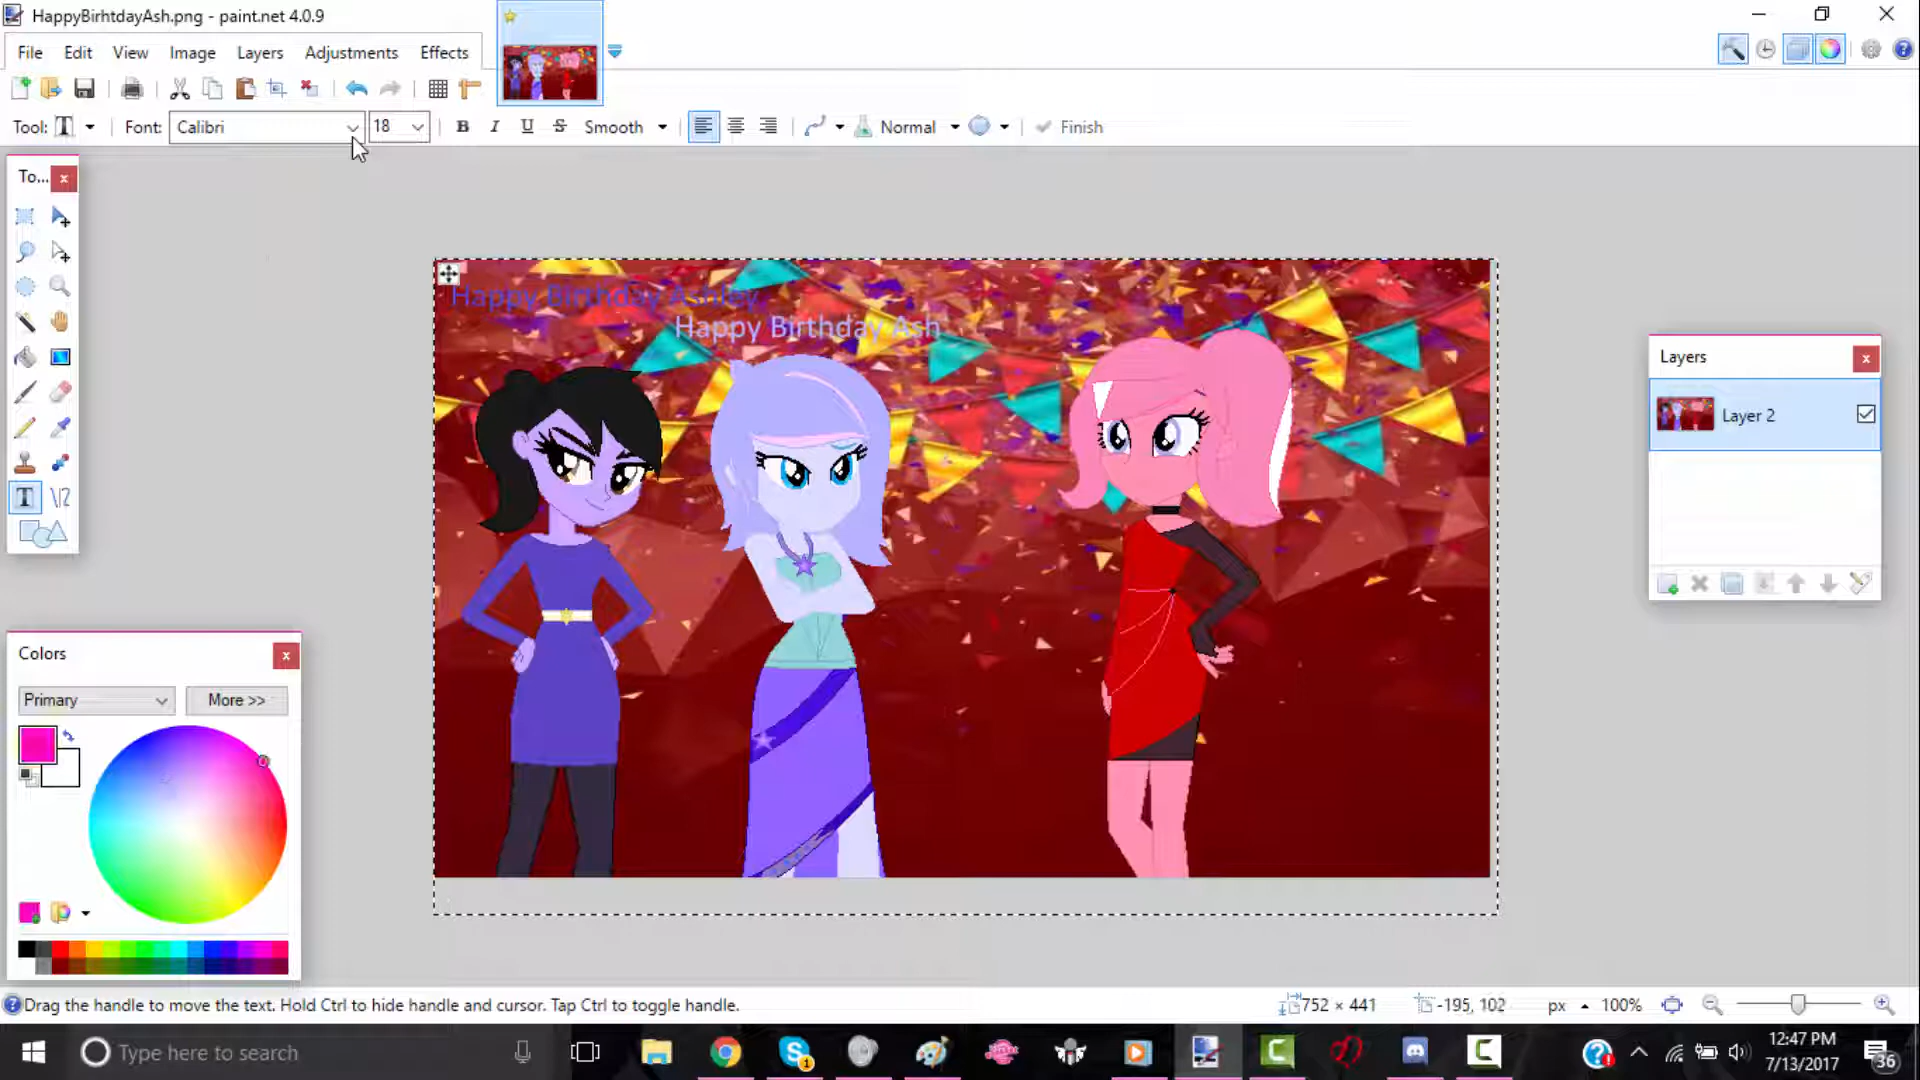 HappyBirhtdayAsh.png - paint.net 4.0.9
File Edit View Image Layers Adjustments Effects
Tool: T Font: Calibri 18 B I U S Smooth Normal Finish
To...
Happy Birthday Ashley
Happy Birthday Ash
Layers
Layer 2
Colors
Primary More >>
Drag the handle to move the text. Hold Ctrl to hide handle and cursor. Tap Ctrl to toggle handle. 752 × 441 -195, 102 px 100%
Type here to search
12:47 PM
7/13/2017
36